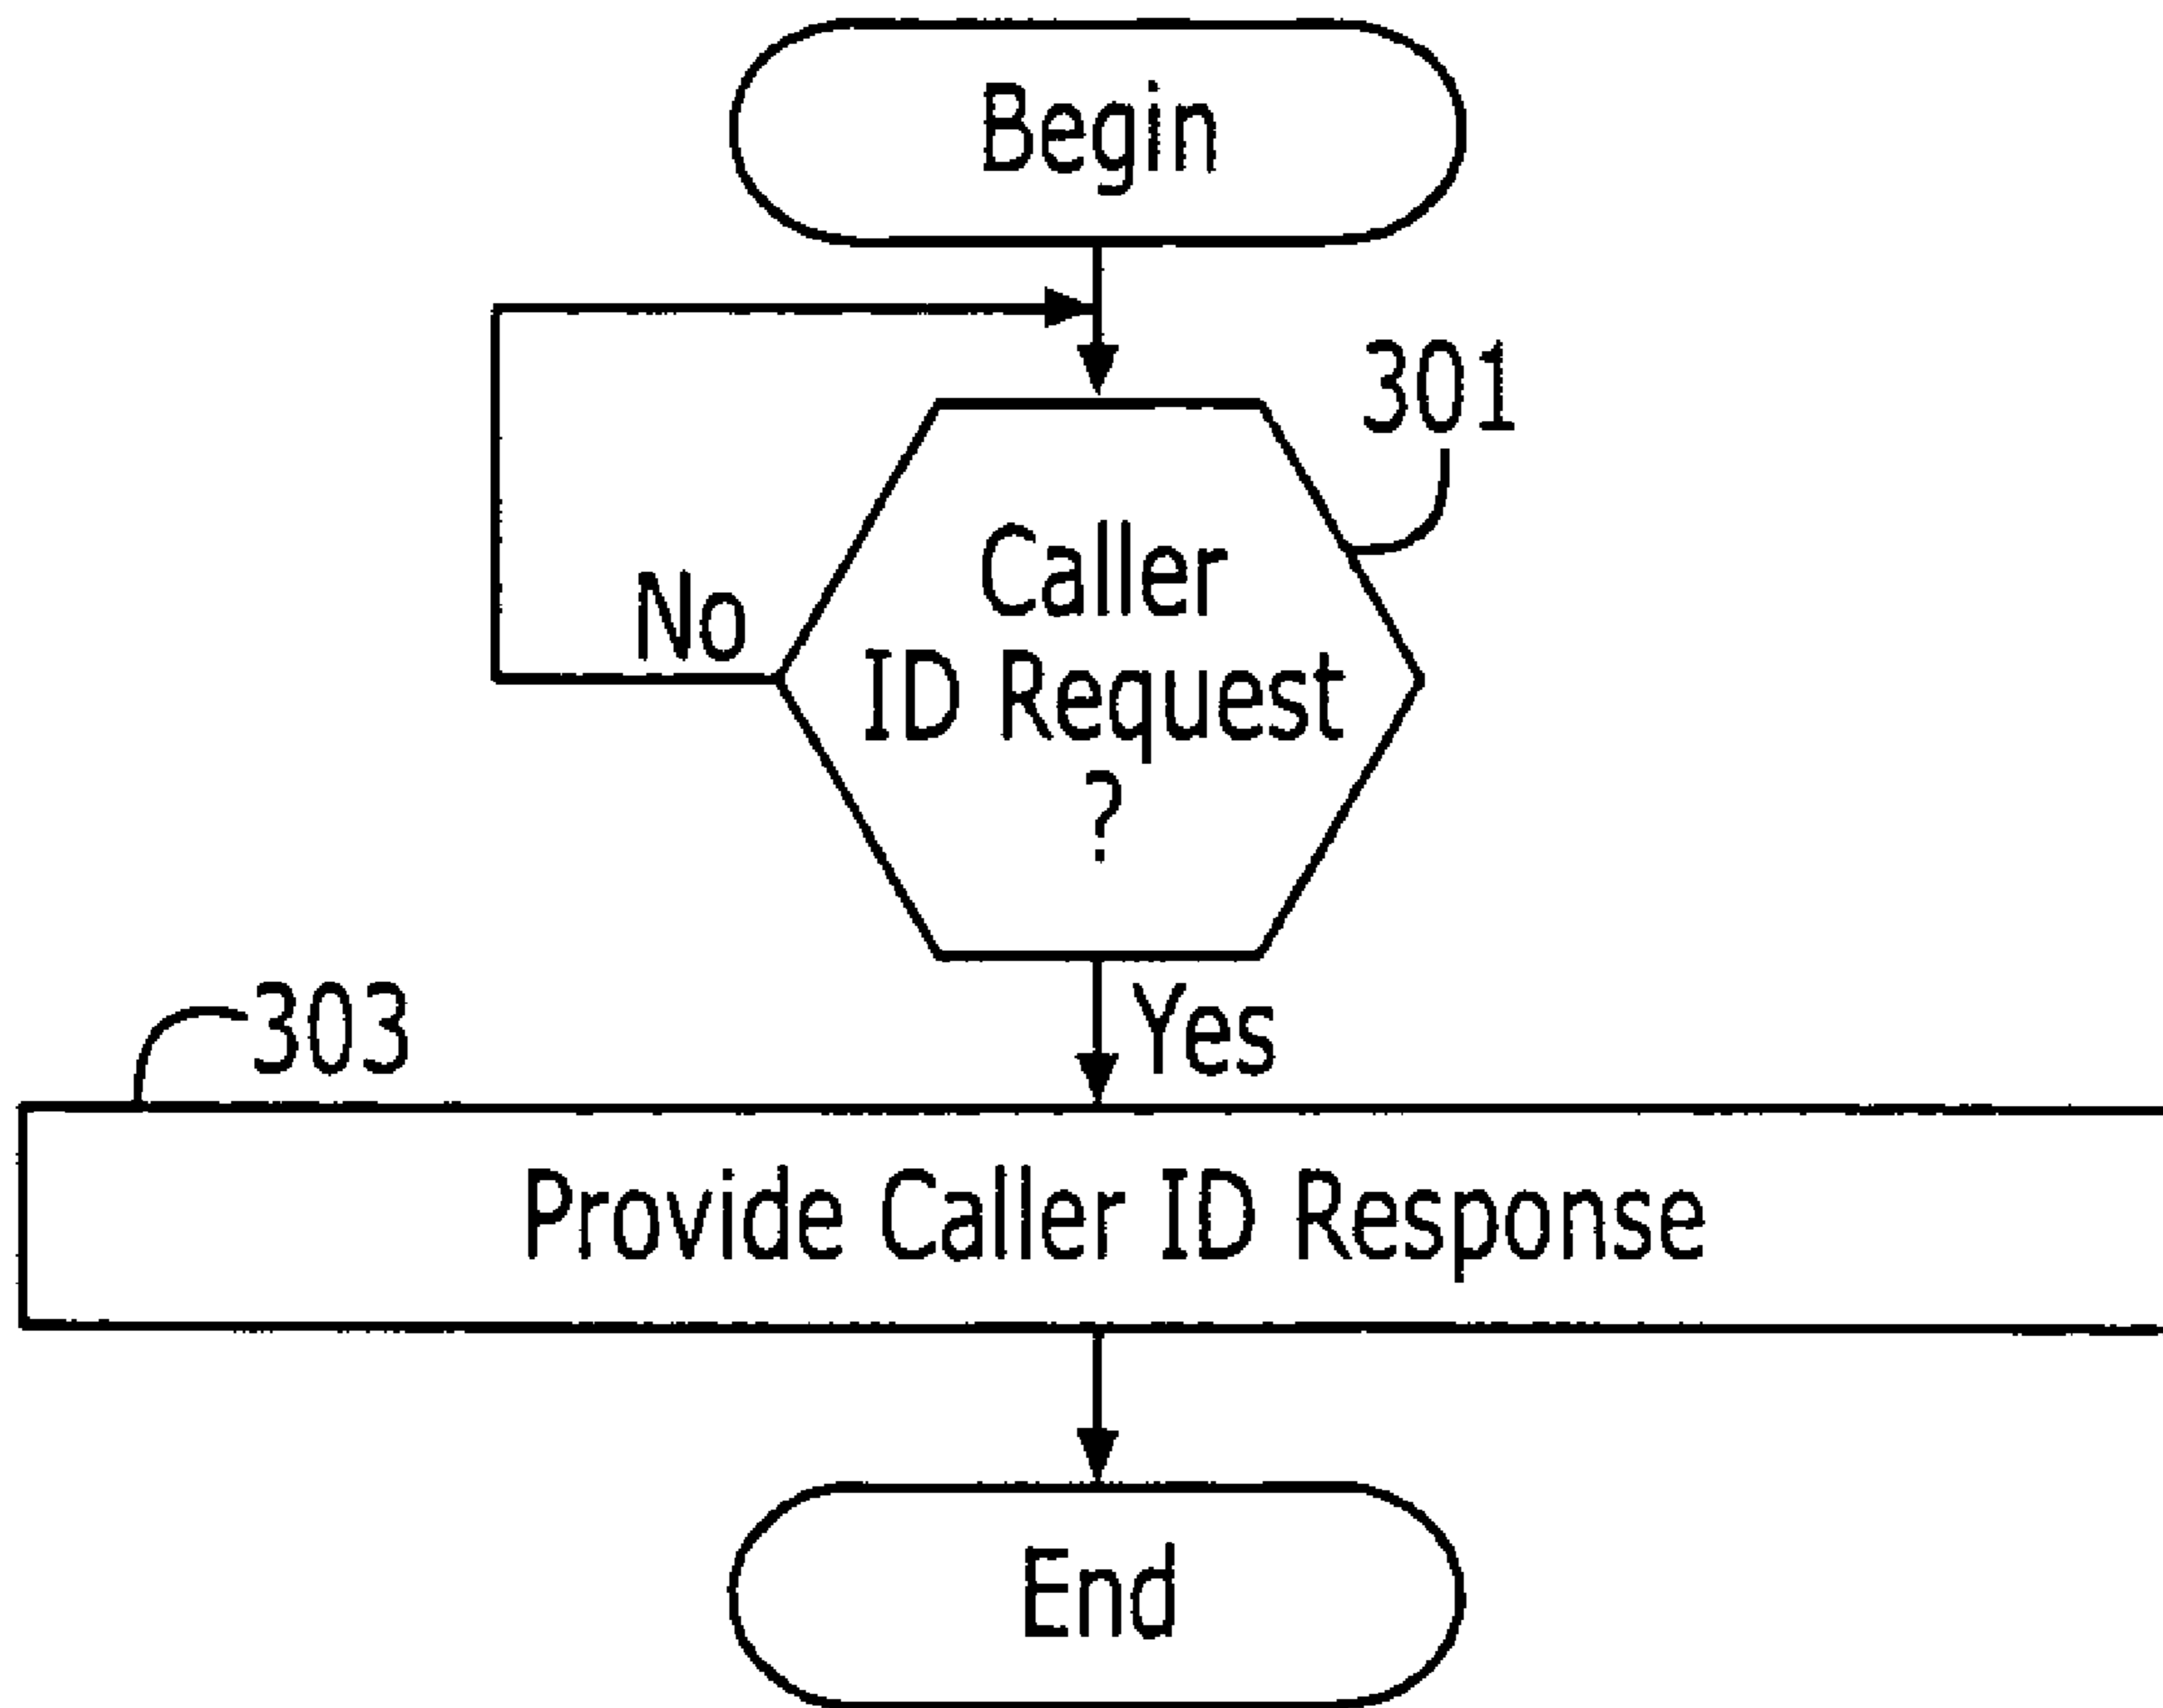 Begin
301
Caller
ID Request
?
No
Yes
303
Provide Caller ID Response
End